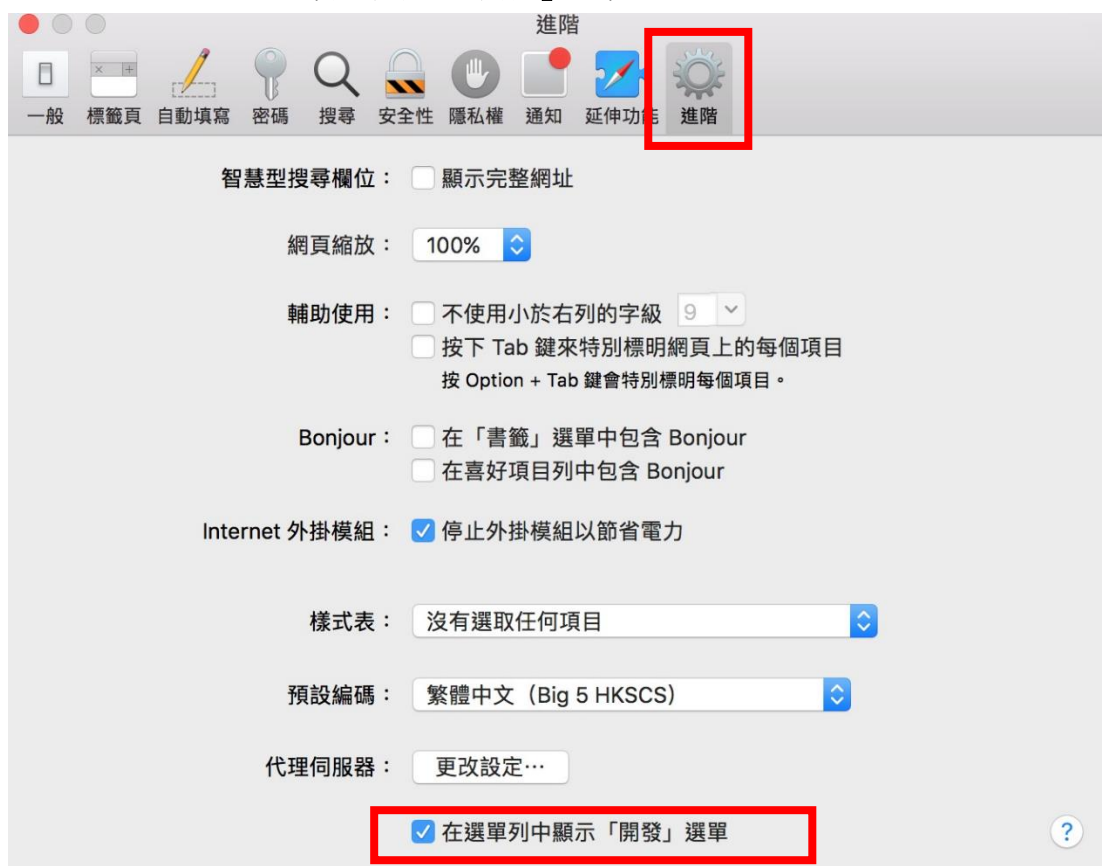 進階
一般 標籤頁 自動填寫 密碼 搜尋 安全性 隱私權 通知 延伸功能 進階
智慧型搜尋欄位： 顯示完整網址
網頁縮放： 100%
輔助使用： 不使用小於右列的字級 9
按下 Tab 鍵來特別標明網頁上的每個項目
按 Option + Tab 鍵會特別標明每個項目。
Bonjour： 在「書籤」選單中包含 Bonjour
在喜好項目列中包含 Bonjour
Internet 外掛模組： 停止外掛模組以節省電力
樣式表： 沒有選取任何項目
預設編碼： 繁體中文（Big 5 HKSCS）
代理伺服器： 更改設定⋯
在選單列中顯示「開發」選單 ?